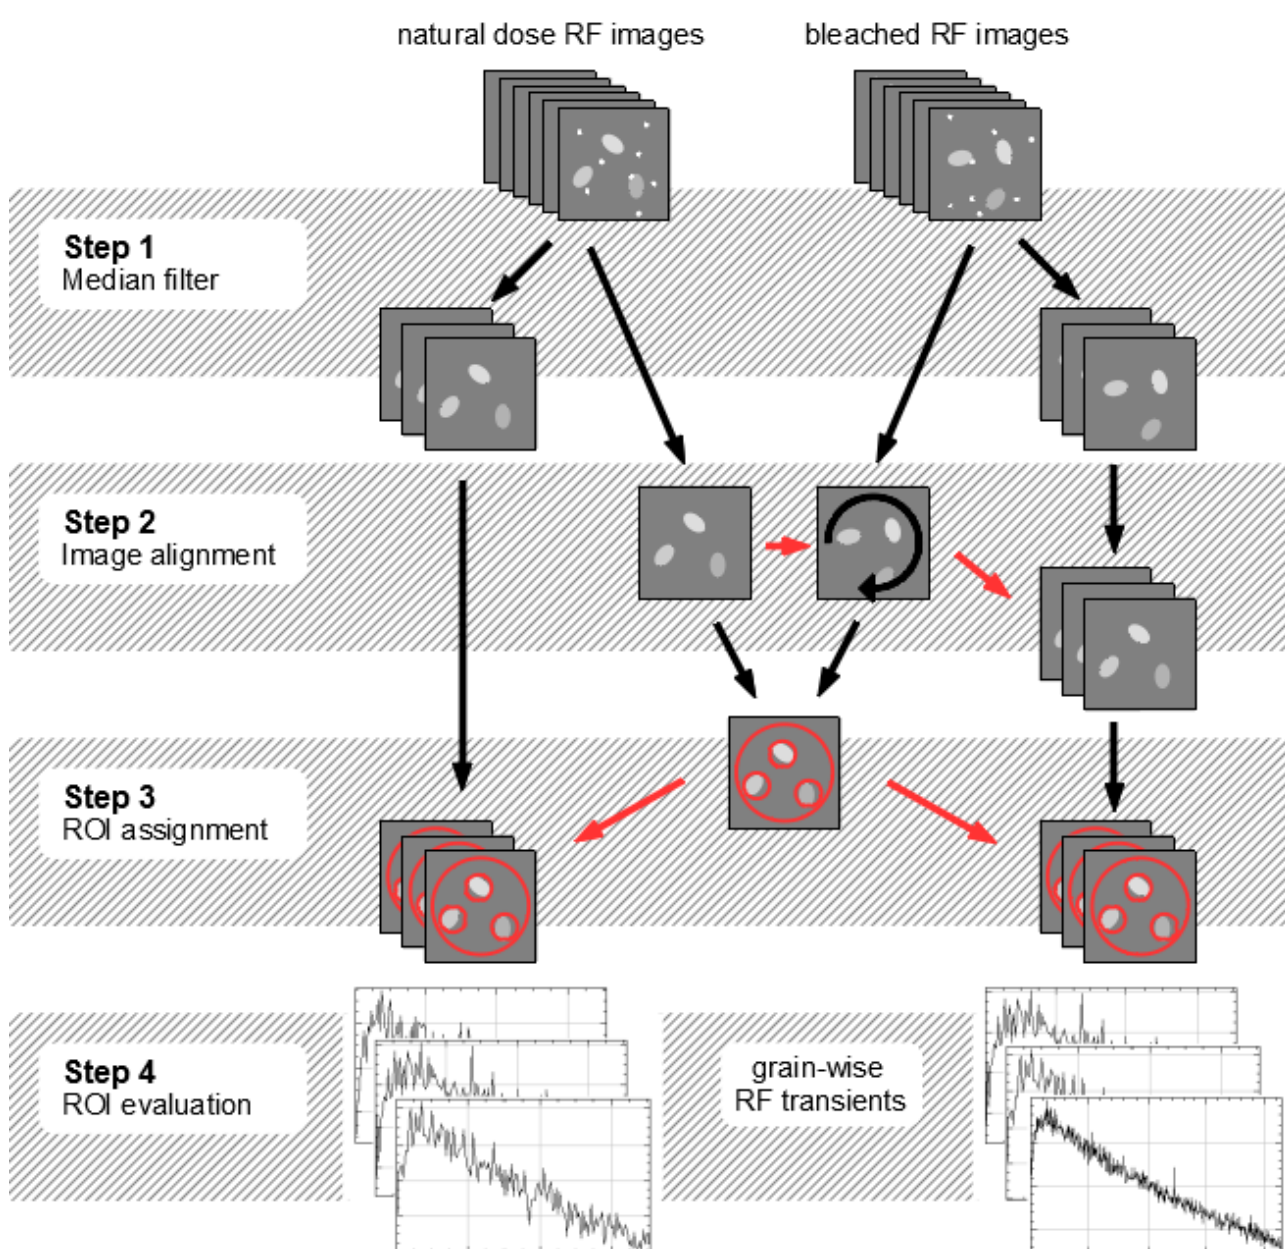 natural dose RF images
bleached RF images
Step 1
Median filter
Step 2
Image alignment
Step 3
ROI assignment
Step 4
ROI evaluation
grain-wise
RF transients